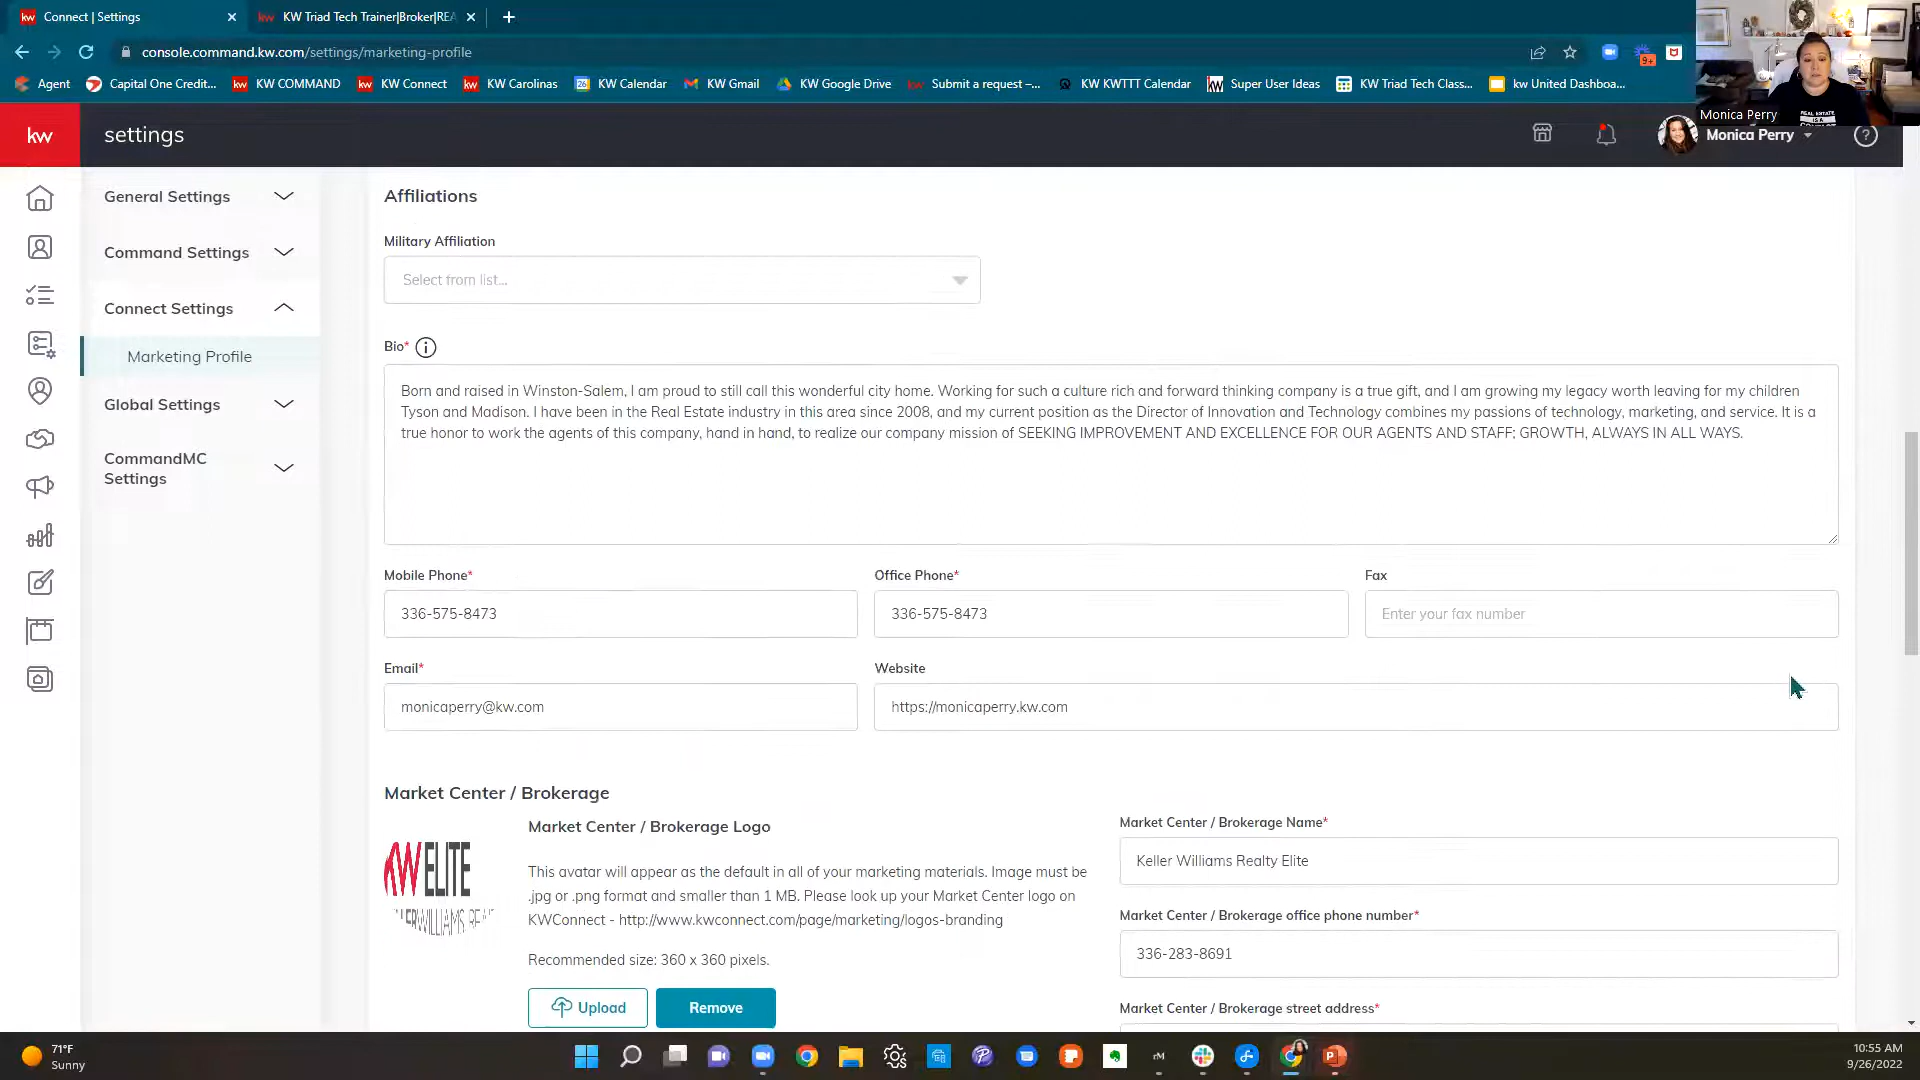 Connect | Settings
KW Triad Tech Trainer|Broker|REA
console.command.kw.com/settings/marketing-profile
9+
Agent
Capital One Credit...
KW COMMAND
KW Connect
KW Carolinas
26
KW Calendar
KW Gmail
KW Google Drive
Submit a request –...
KW KWTTT Calendar
Super User Ideas
KW Triad Tech Class...
kw United Dashboa...
REAL ESTATE
IS A
Monica Perry
kw
settings
Monica Perry
General Settings
Command Settings
Connect Settings
Marketing Profile
Global Settings
CommandMC
Settings
Affiliations
Military Affiliation
Select from list...
Bio*
Born and raised in Winston-Salem, I am proud to still call this wonderful city home. Working for such a culture rich and forward thinking company is a true gift, and I am growing my legacy worth leaving for my children
Tyson and Madison. I have been in the Real Estate industry in this area since 2008, and my current position as the Director of Innovation and Technology combines my passions of technology, marketing, and service. It is a
true honor to work the agents of this company, hand in hand, to realize our company mission of SEEKING IMPROVEMENT AND EXCELLENCE FOR OUR AGENTS AND STAFF; GROWTH, ALWAYS IN ALL WAYS.
Mobile Phone*
Office Phone*
Fax
336-575-8473
336-575-8473
Enter your fax number
Email*
Website
monicaperry@kw.com
https://monicaperry.kw.com
Market Center / Brokerage
KW ELITE
Market Center / Brokerage Logo
This avatar will appear as the default in all of your marketing materials. Image must be
.jpg or .png format and smaller than 1 MB. Please look up your Market Center logo on
KWConnect - http://www.kwconnect.com/page/marketing/logos-branding
Recommended size: 360 x 360 pixels.
Upload
Remove
Market Center / Brokerage Name*
Keller Williams Realty Elite
Market Center / Brokerage office phone number*
336-283-8691
Market Center / Brokerage street address*
71°F
Sunny
rM
10:55 AM
9/26/2022